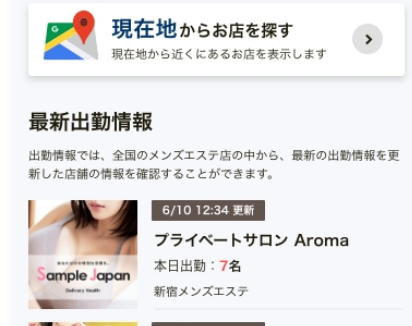 現在地からお店を探す
現在地から近くにあるお店を表示します
最新出勤情報
出勤情報では、全国のメンズエステ店の中から、最新の出勤情報を更
新した店舗の情報を確認することができます。
6/10 12:34 更新
プライベートサロン Aroma
本日出勤：7名
新宿メンズエステ
Sample Japan
Delivery Health